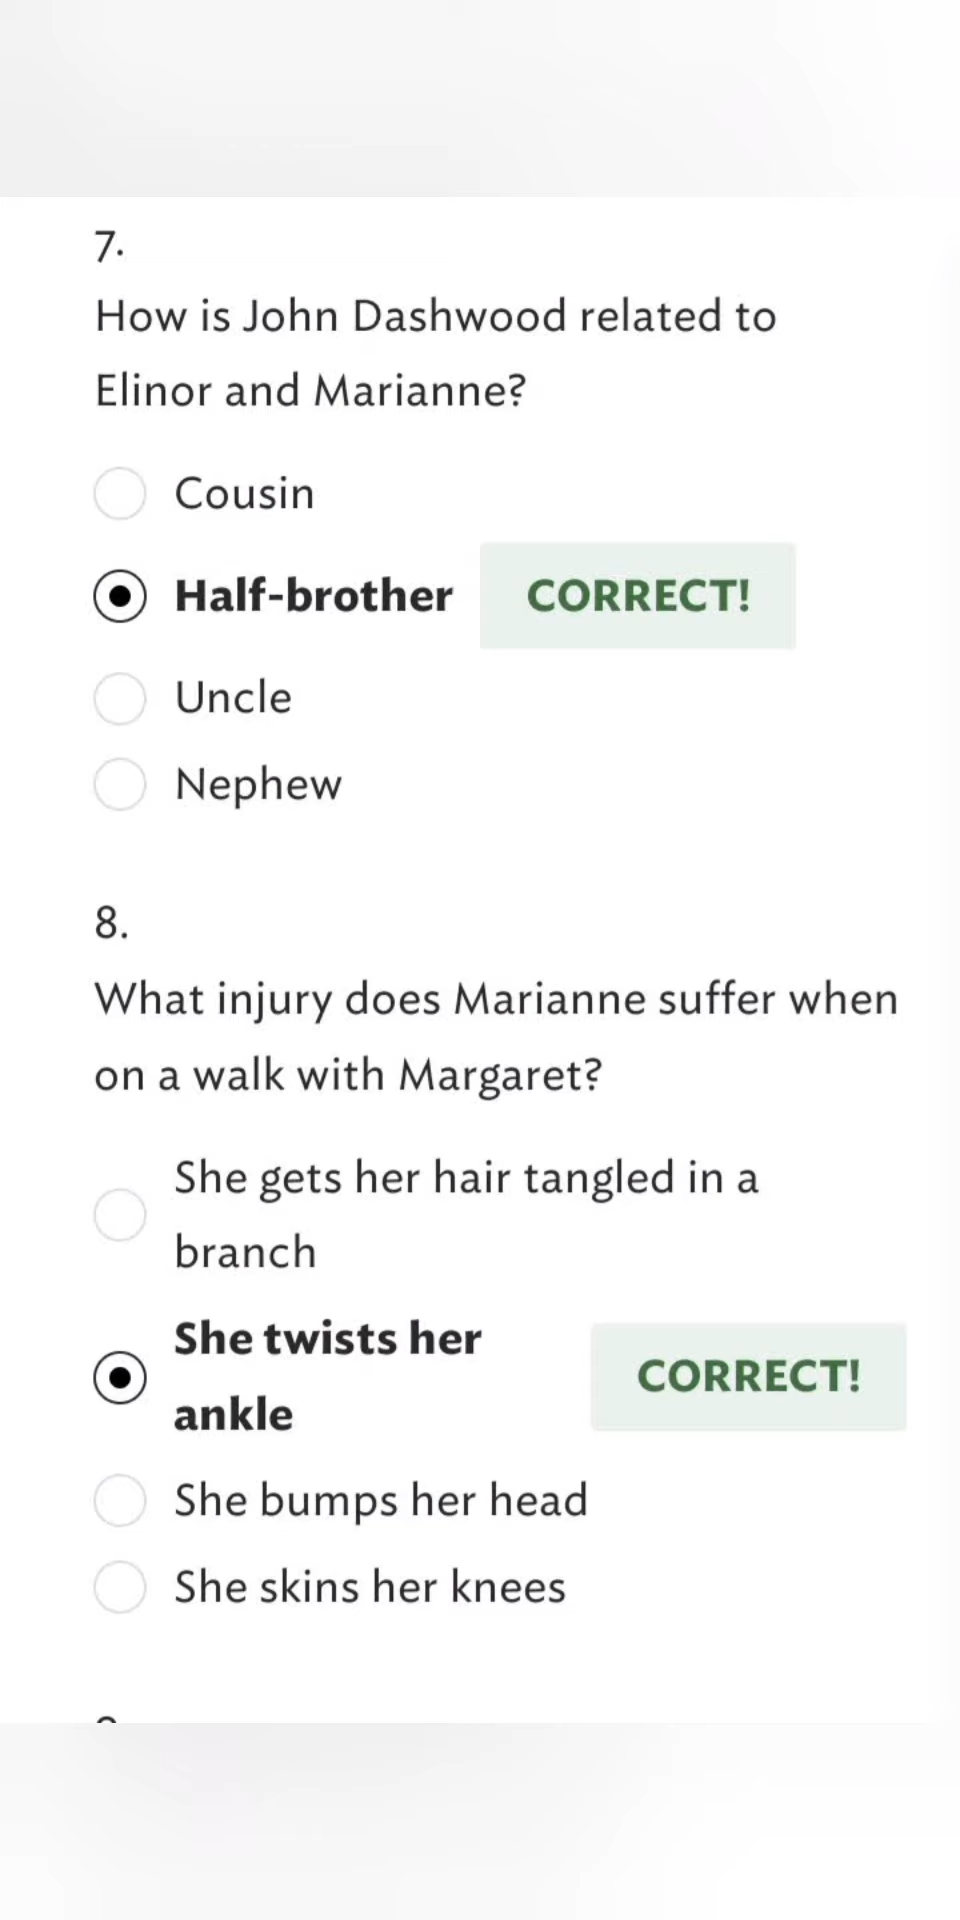 7.
How is John Dashwood related to
Elinor and Marianne?
Cousin
Half-brother CORRECT!
Uncle
Nephew
8.
What injury does Marianne suffer when
on a walk with Margaret?
She gets her hair tangled in a
branch
She twists her
ankle CORRECT!
She bumps her head
She skins her knees